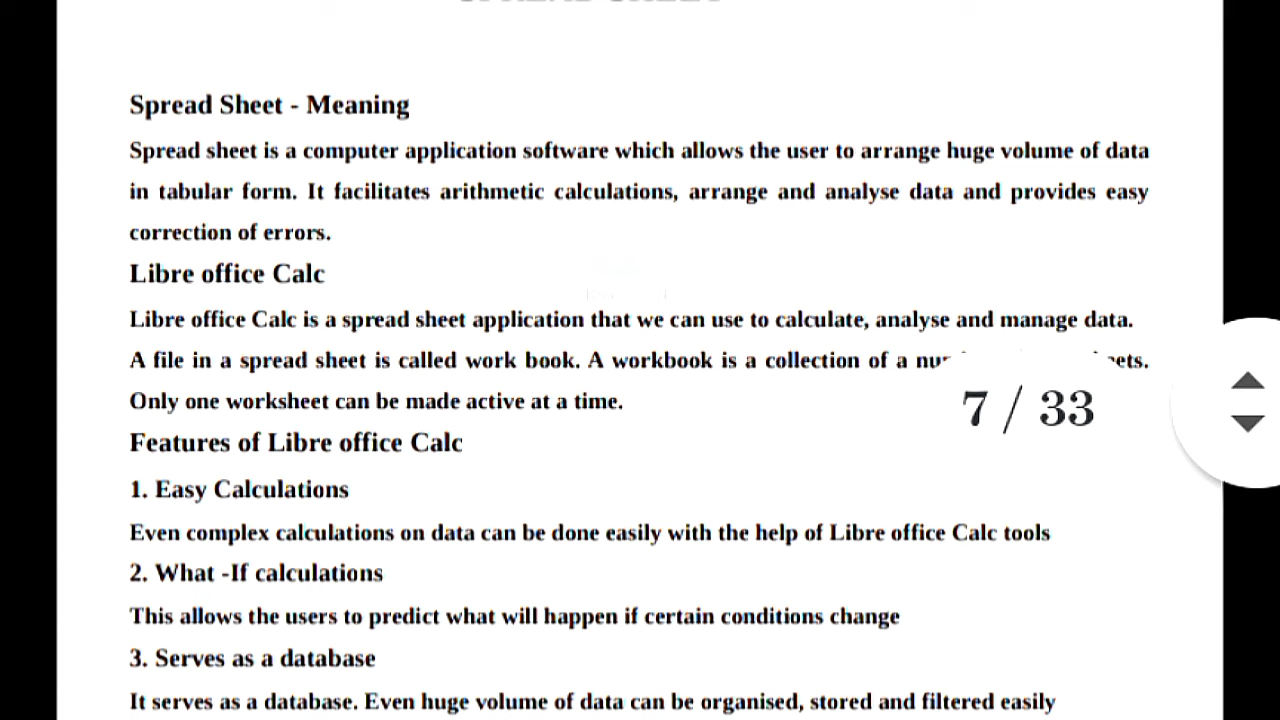 Spread Sheet - Meaning
Spread sheet is a computer application software which allows the user to arrange huge volume of data
in tabular form. It facilitates arithmetic calculations, arrange and analyse data and provides easy
correction of errors.
Libre office Calc
Libre office Calc is a spread sheet application that we can use to calculate, analyse and manage data.
A file in a spread sheet is called work book. A workbook is a collection of a
Only one worksheet can be made active at a time.
7 / 33
Features of Libre office Calc
1. Easy Calculations
Even complex calculations on data can be done easily with the help of Libre office Calc tools
2. What -If calculations
This allows the users to predict what will happen if certain conditions change
3. Serves as a database
It serves as a database. Even huge volume of data can be organised, stored and filtered easily